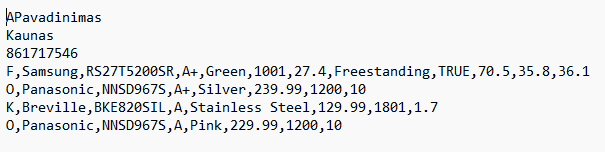 APavadinimas
Kaunas
861717546
F,Samsung,RS27T5200SR,A+,Green,1001,27.4,Freestanding,TRUE,70.5,35.8,36.1
O,Panasonic,NNSD967S,A+,Silver,239.99,1200,10
K,Breville,BKE820SIL,A,Stainless Steel,129.99,1801,1.7
O,Panasonic,NNSD967S,A,Pink,229.99,1200,10